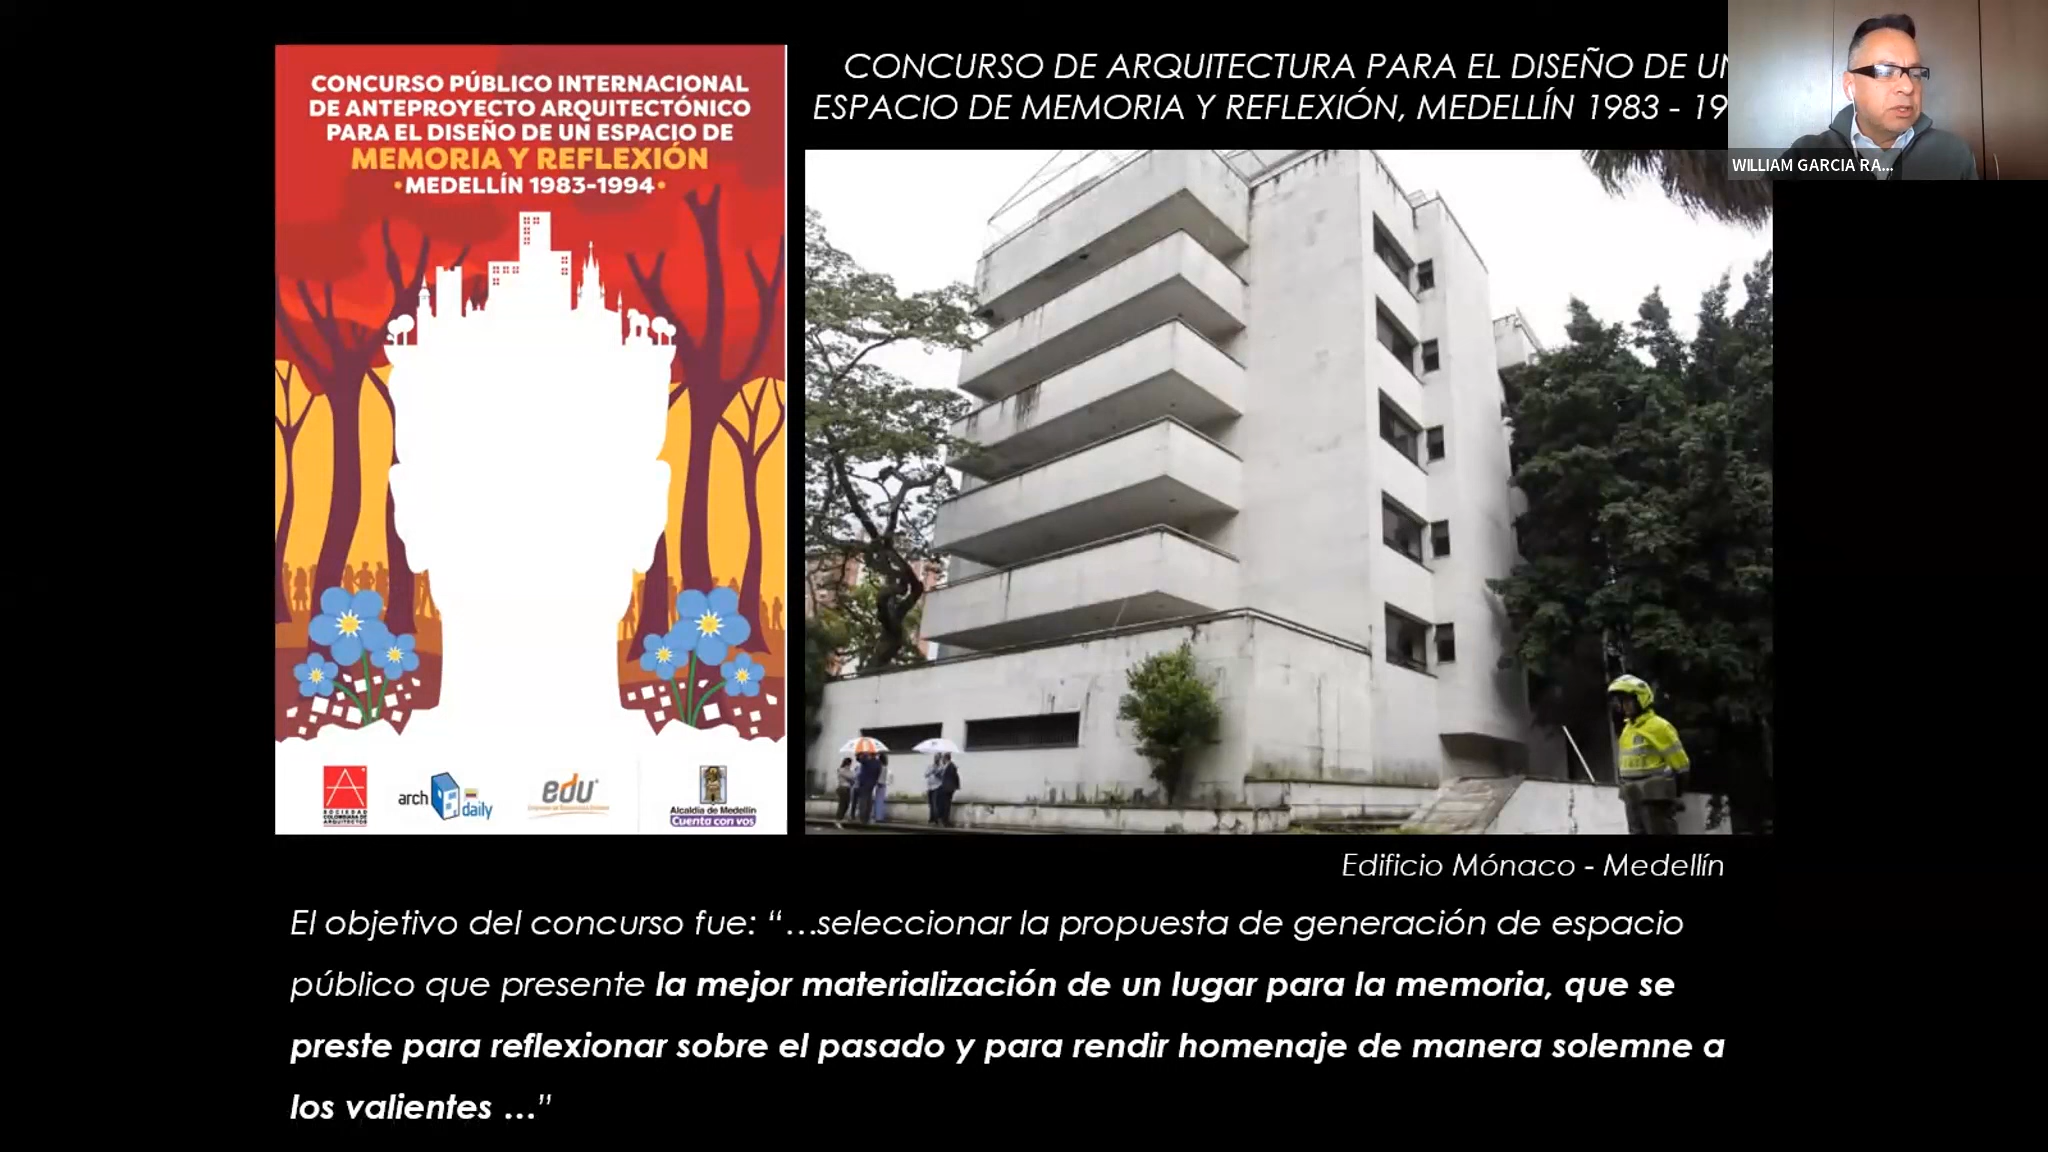 CONCURSO PÚBLICO INTERNACIONAL
DE ANTEPROYECTO ARQUITECTÓNICO
PARA EL DISEÑO DE UN ESPACIO DE
MEMORIA Y REFLEXIÓN
•MEDELLÍN 1983-1994•
SOCIEDAD
COLOMBIANA DE
ARQUITECTOS
arch daily
edu
Alcaldía de Medellín
Cuenta con vos
CONCURSO DE ARQUITECTURA PARA EL DISEÑO DE UN
ESPACIO DE MEMORIA Y REFLEXIÓN, MEDELLÍN 1983 - 19
WILLIAM GARCIA RA...
Edificio Mónaco - Medellín
El objetivo del concurso fue: “…seleccionar la propuesta de generación de espacio
público que presente la mejor materialización de un lugar para la memoria, que se
preste para reflexionar sobre el pasado y para rendir homenaje de manera solemne a
los valientes …”